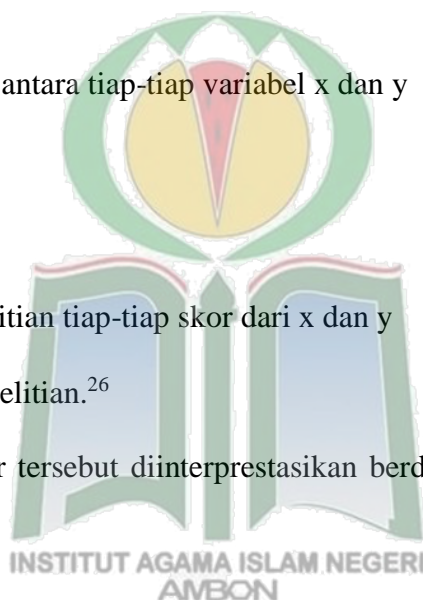 antara tiap-tiap variabel x dan y
itian tiap-tiap skor dari x dan y
elitian.26
r tersebut diinterprestasikan berd
INSTITUT AGAMA ISLAM NEGERI
AMBON